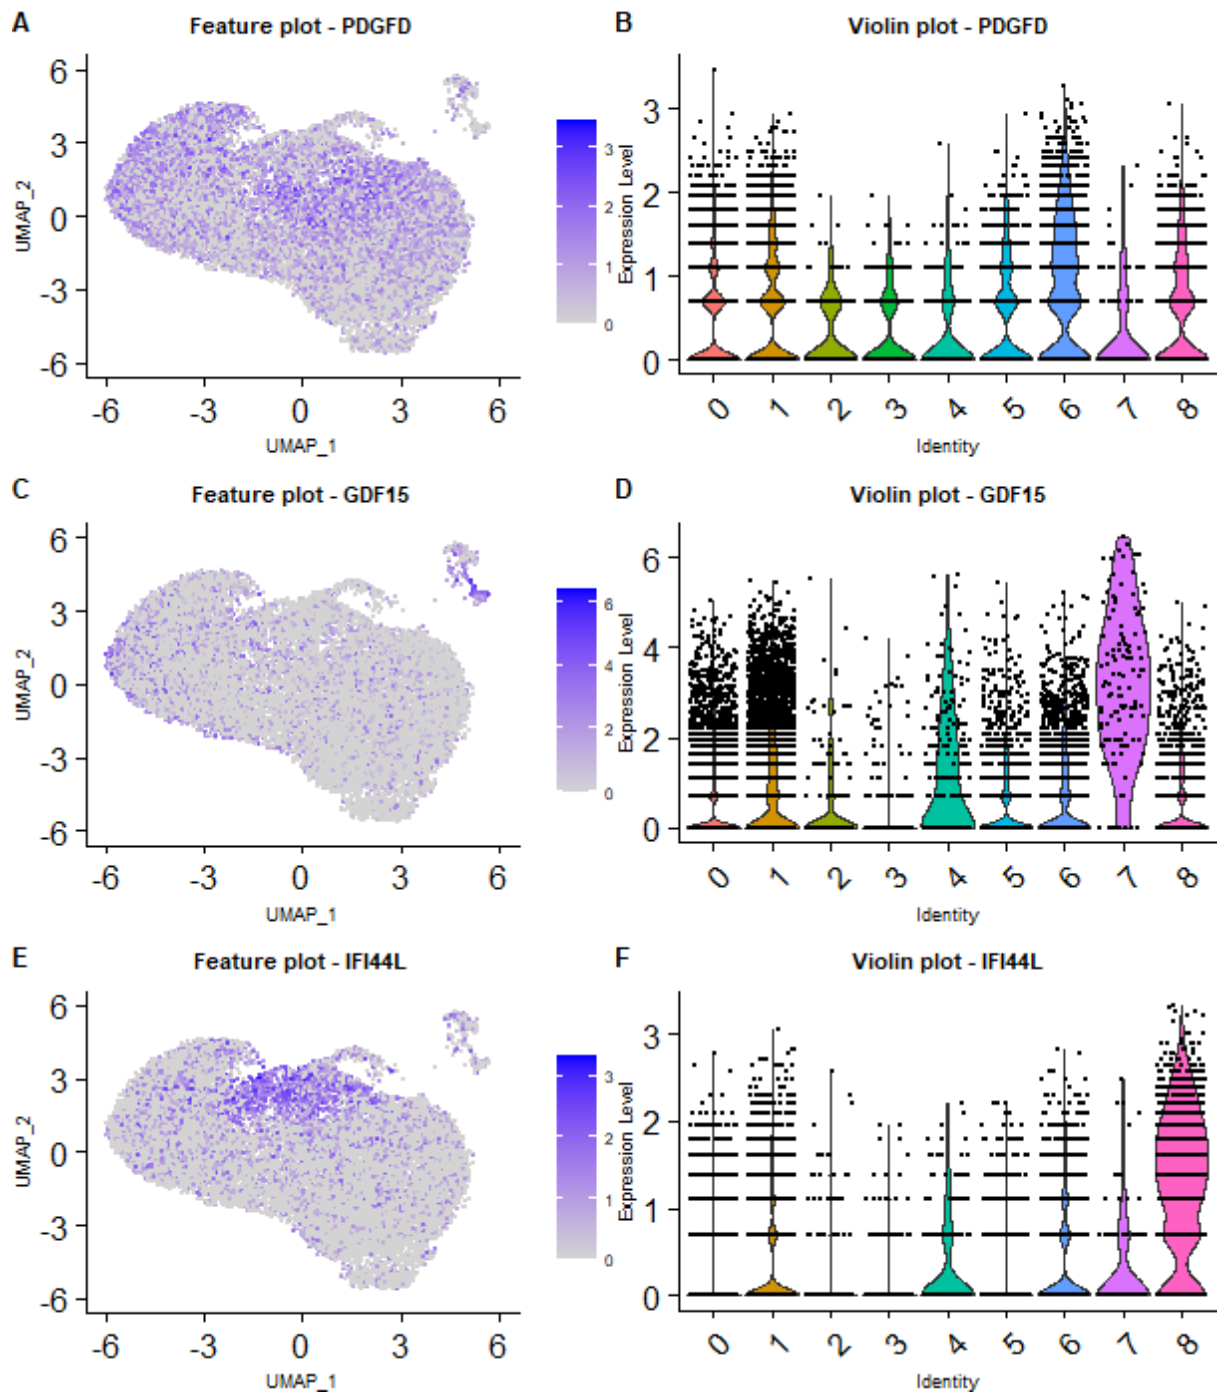 A Feature plot - PDGFD
B Violin plot - PDGFD
6
3
0
-3
-6
UMAP_2
-6 -3 0 3 6
UMAP_1
3
2
1
0
Expression Level
3
2
1
0
0 1 2 3 4 5 6 7 8
Identity
C Feature plot - GDF15
D Violin plot - GDF15
6
3
0
-3
-6
UMAP_2
-6 -3 0 3 6
UMAP_1
6
4
2
0
Expression Level
6
4
2
0
0 1 2 3 4 5 6 7 8
Identity
E Feature plot - IFI44L
F Violin plot - IFI44L
6
3
0
-3
-6
UMAP_2
-6 -3 0 3 6
UMAP_1
3
2
1
0
Expression Level
3
2
1
0
0 1 2 3 4 5 6 7 8
Identity